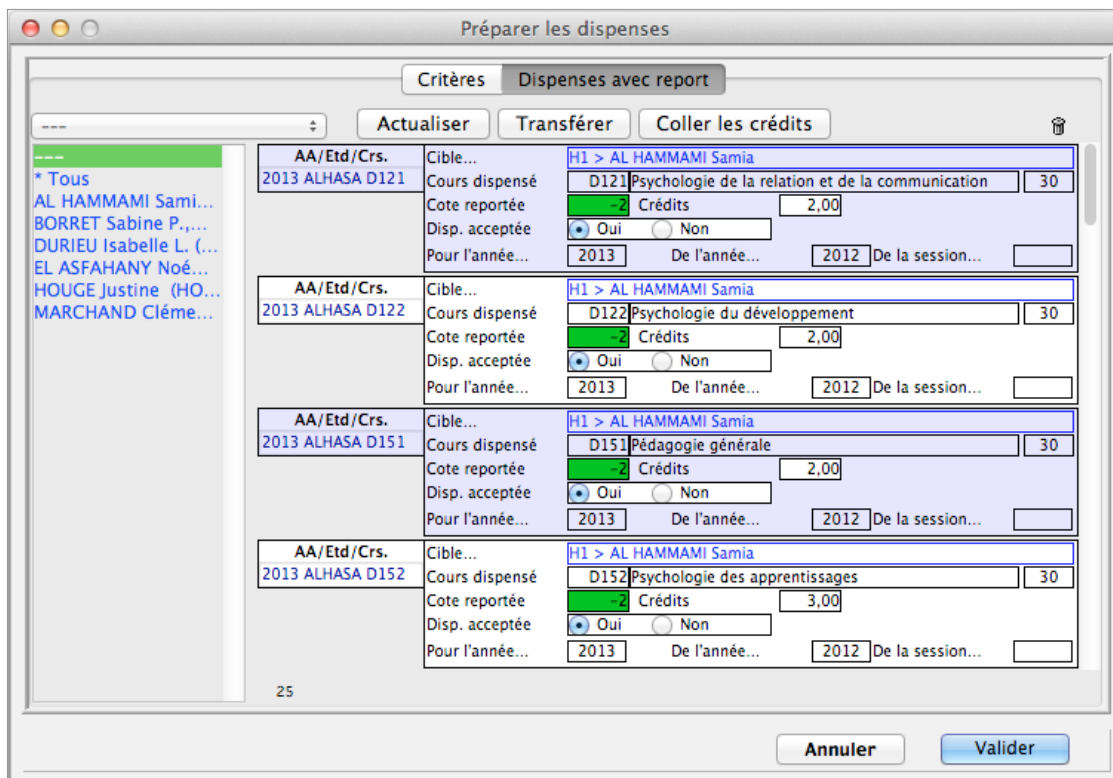 Préparer les dispenses
Critères Dispenses avec report
--- Actualiser Transférer Coller les crédits
---
* Tous
AL HAMMAMI Sami...
BORRET Sabine P.,...
DURIEU Isabelle L. (...
EL ASFAHANY Noé...
HOUGE Justine (HO...
MARCHAND Cléme...
AA/Etd/Crs. Cible... H1 > AL HAMMAMI Samia
2013 ALHASA D121 Cours dispensé D121 Psychologie de la relation et de la communication 30
Cote reportée -2 Crédits 2,00
Disp. acceptée Oui Non
Pour l'année... 2013 De l'année... 2012 De la session...
AA/Etd/Crs. Cible... H1 > AL HAMMAMI Samia
2013 ALHASA D122 Cours dispensé D122 Psychologie du développement 30
Cote reportée -2 Crédits 2,00
Disp. acceptée Oui Non
Pour l'année... 2013 De l'année... 2012 De la session...
AA/Etd/Crs. Cible... H1 > AL HAMMAMI Samia
2013 ALHASA D151 Cours dispensé D151 Pédagogie générale 30
Cote reportée -2 Crédits 2,00
Disp. acceptée Oui Non
Pour l'année... 2013 De l'année... 2012 De la session...
AA/Etd/Crs. Cible... H1 > AL HAMMAMI Samia
2013 ALHASA D152 Cours dispensé D152 Psychologie des apprentissages 30
Cote reportée -2 Crédits 3,00
Disp. acceptée Oui Non
Pour l'année... 2013 De l'année... 2012 De la session...
25
Annuler Valider